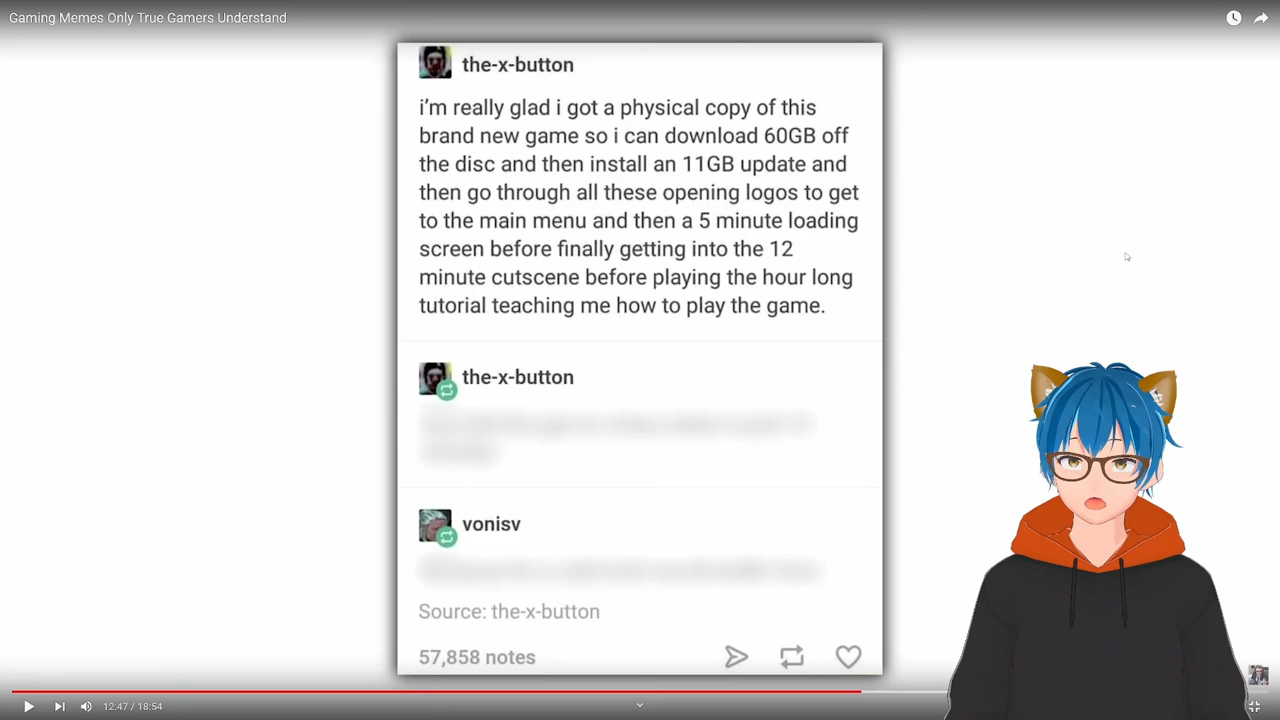 Gaming Memes Only True Gamers Understand
the-x-button
i'm really glad i got a physical copy of this
brand new game so i can download 60GB off
the disc and then install an 11GB update and
then go through all these opening logos to get
to the main menu and then a 5 minute loading
screen before finally getting into the 12
minute cutscene before playing the hour long
tutorial teaching me how to play the game.
the-x-button
vonisv
Source: the-x-button
57,858 notes
12:47 / 18:54